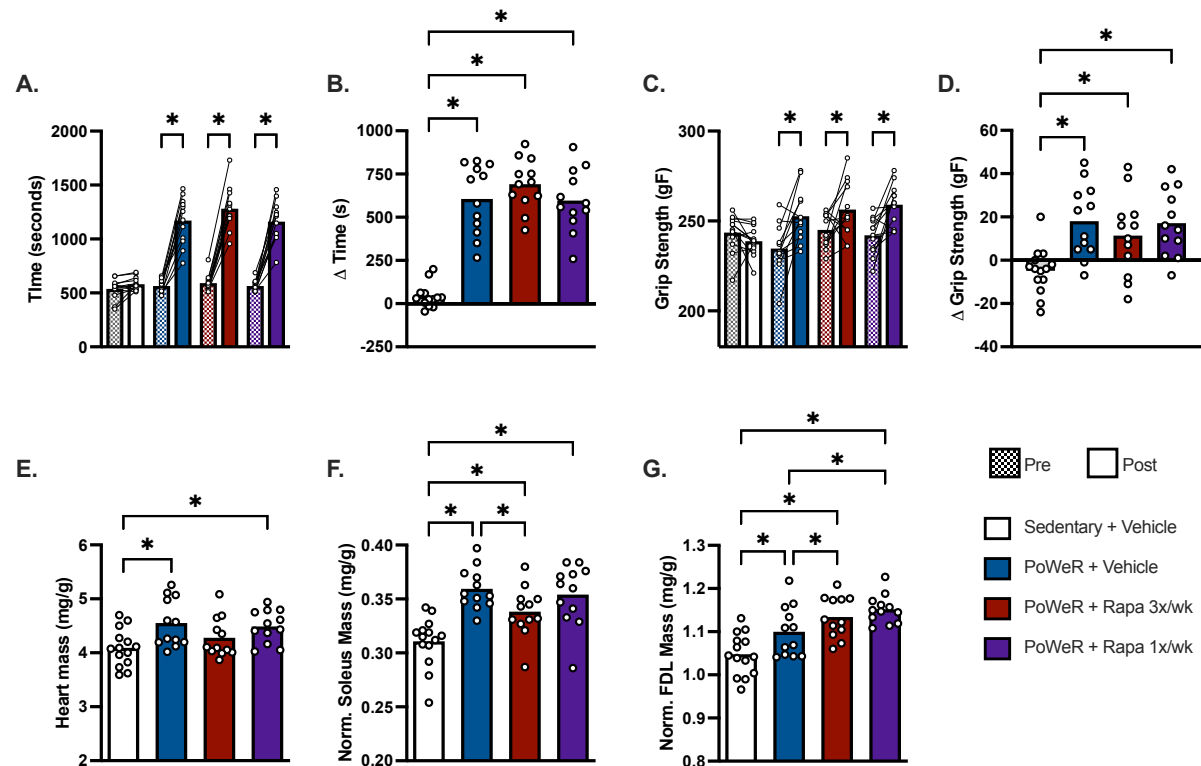 A.
TIme (seconds)
2000
1500
1000
500
0
* * *
B.
Δ Time (s)
1000
750
500
250
0
-250
*
*
*
C.
Grip Strength (gF)
300
250
200
* * *
D.
Δ Grip Strength (gF)
60
40
20
0
-20
-40
*
*
*
E.
Heart mass (mg/g)
6
5
4
3
2
*
*
F.
Norm. Soleus Mass (mg/g)
0.40
0.35
0.30
0.25
0.20
*
*
* *
G.
Norm. FDL Mass (mg/g)
1.3
1.2
1.1
1.0
0.9
0.8
*
*
*
* *
Pre Post
Sedentary + Vehicle
PoWeR + Vehicle
PoWeR + Rapa 3x/wk
PoWeR + Rapa 1x/wk